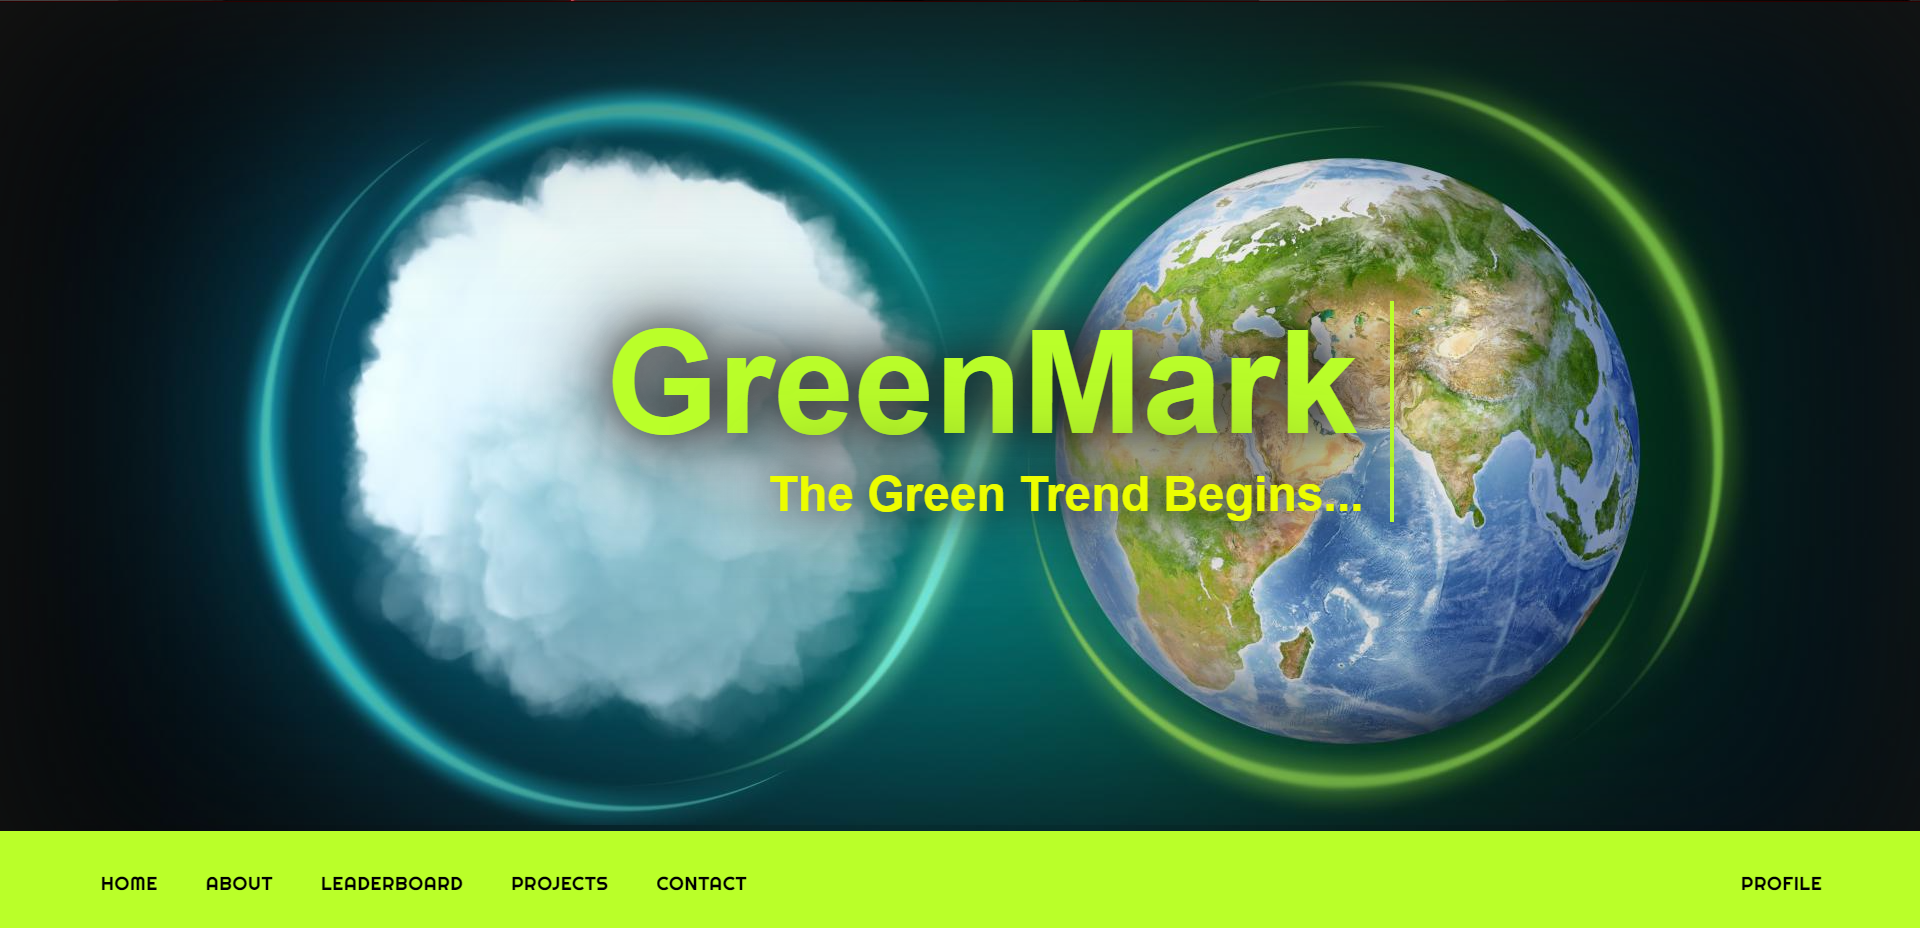 GreenMark
The Green Trend Begins...
HOME ABOUT LEADERBOARD PROJECTS CONTACT PROFILE